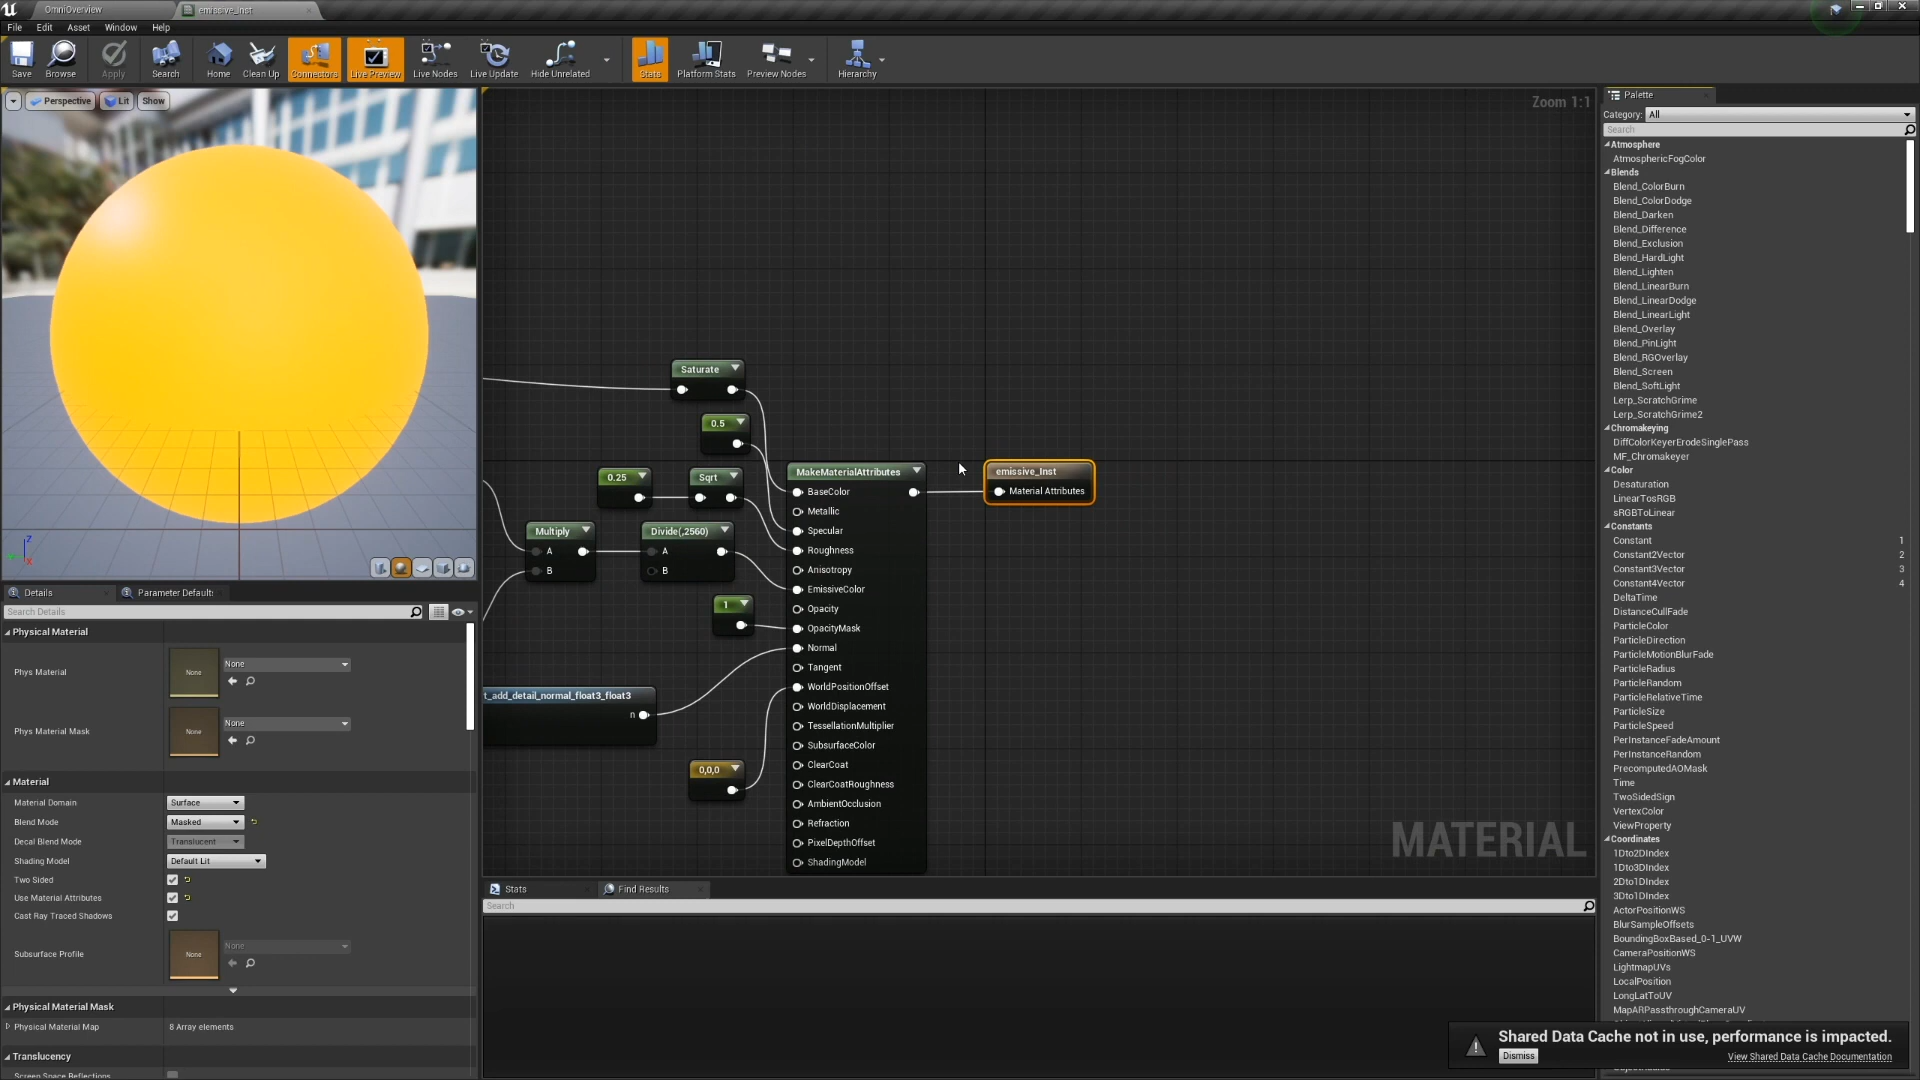 OmniOverview
emissive_Inst
File Edit Asset Window Help
Save Browse Apply Search Home Clean Up Connectors Live Preview Live Nodes Live Update Hide Unrelated Stats Platform Stats Preview Nodes Hierarchy
Perspective Lit Show
Zoom 1:1
Saturate
0.5
0.25
Sqrt
Multiply
A
B
Divide(,2560)
A
B
1
t_add_detail_normal_float3_float3
n
0,0,0
MakeMaterialAttributes
BaseColor
Metallic
Specular
Roughness
Anisotropy
EmissiveColor
Opacity
OpacityMask
Normal
Tangent
WorldPositionOffset
WorldDisplacement
TessellationMultiplier
SubsurfaceColor
ClearCoat
ClearCoatRoughness
AmbientOcclusion
Refraction
PixelDepthOffset
ShadingModel
emissive_Inst
Material Attributes
MATERIAL
Z
Details
Parameter Default
Search Details
Physical Material
Phys Material
None
None
Phys Material Mask
None
None
Material
Material Domain Surface
Blend Mode Masked
Decal Blend Mode Translucent
Shading Model Default Lit
Two Sided
Use Material Attributes
Cast Ray Traced Shadows
Subsurface Profile
None
None
Physical Material Mask
Physical Material Map 8 Array elements
Translucency
Screen Space Reflections
Stats
Find Results
Search
Palette
Category: All
Search
Atmosphere
AtmosphericFogColor
Blends
Blend_ColorBurn
Blend_ColorDodge
Blend_Darken
Blend_Difference
Blend_Exclusion
Blend_HardLight
Blend_Lighten
Blend_LinearBurn
Blend_LinearDodge
Blend_LinearLight
Blend_Overlay
Blend_PinLight
Blend_RGOverlay
Blend_Screen
Blend_SoftLight
Lerp_ScratchGrime
Lerp_ScratchGrime2
Chromakeying
DiffColorKeyerErodeSinglePass
MF_Chromakeyer
Color
Desaturation
LinearTosRGB
sRGBToLinear
Constants
Constant 1
Constant2Vector 2
Constant3Vector 3
Constant4Vector 4
DeltaTime
DistanceCullFade
ParticleColor
ParticleDirection
ParticleMotionBlurFade
ParticleRadius
ParticleRandom
ParticleRelativeTime
ParticleSize
ParticleSpeed
PerInstanceFadeAmount
PerInstanceRandom
PrecomputedAOMask
Time
TwoSidedSign
VertexColor
ViewProperty
Coordinates
1Dto2DIndex
1Dto3DIndex
2Dto1DIndex
3Dto1DIndex
ActorPositionWS
BlurSampleOffsets
BoundingBoxBased_0-1_UVW
CameraPositionWS
LightmapUVs
LocalPosition
LongLatToUV
MapARPassthroughCameraUV
Shared Data Cache not in use, performance is impacted.
Dismiss
View Shared Data Cache Documentation